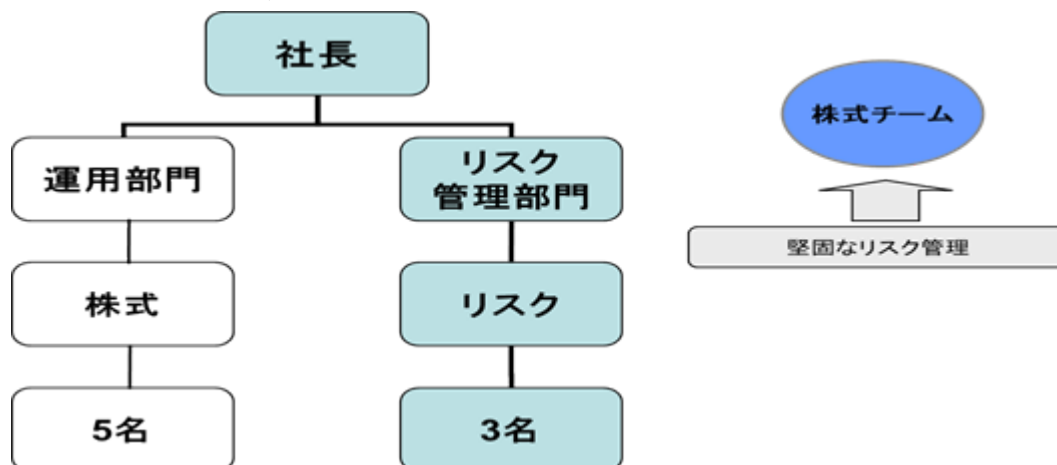 社長
運用部門
リスク
管理部門
株式
リスク
5名
3名
株式チーム
堅固なリスク管理